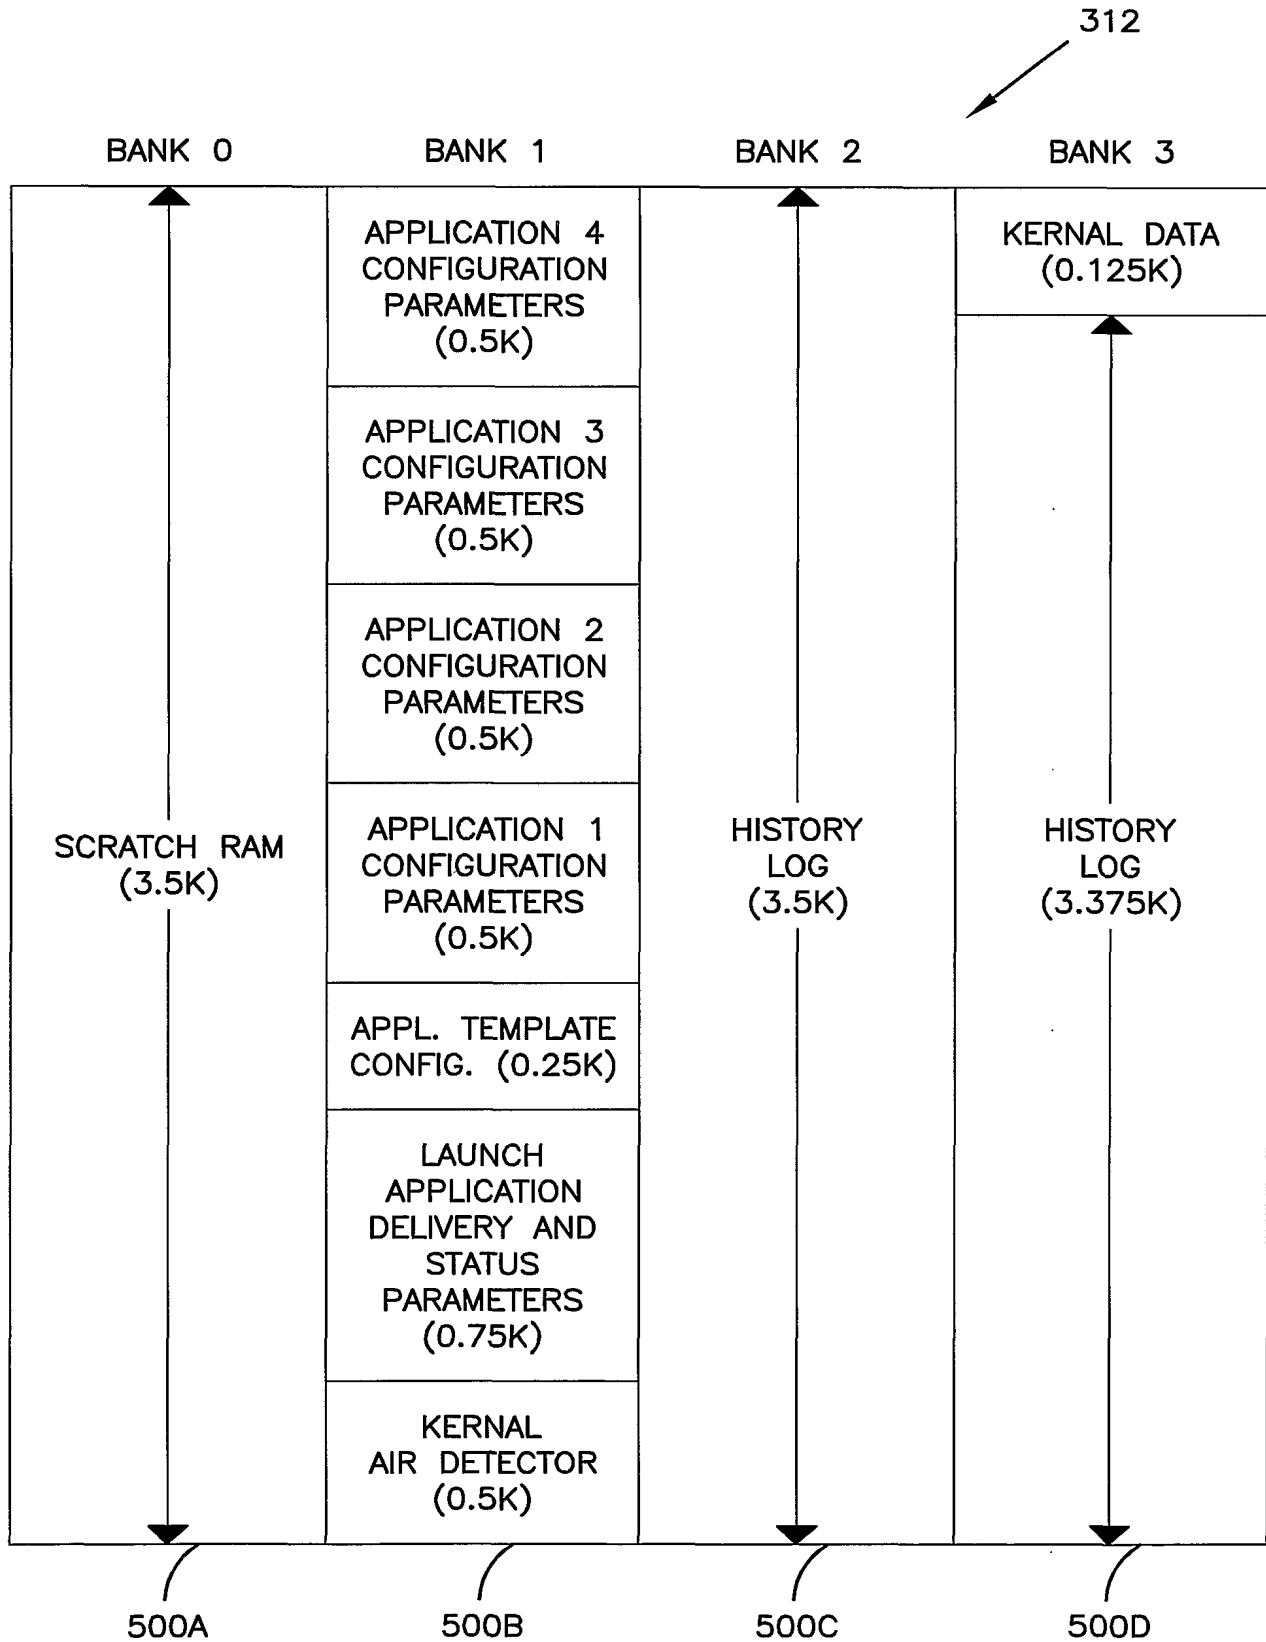 312
BANK 0
BANK 1
BANK 2
BANK 3
SCRATCH RAM
(3.5K)
APPLICATION 4
CONFIGURATION
PARAMETERS
(0.5K)
APPLICATION 3
CONFIGURATION
PARAMETERS
(0.5K)
APPLICATION 2
CONFIGURATION
PARAMETERS
(0.5K)
APPLICATION 1
CONFIGURATION
PARAMETERS
(0.5K)
APPL. TEMPLATE
CONFIG. (0.25K)
LAUNCH
APPLICATION
DELIVERY AND
STATUS
PARAMETERS
(0.75K)
KERNAL
AIR DETECTOR
(0.5K)
HISTORY
LOG
(3.5K)
KERNAL DATA
(0.125K)
HISTORY
LOG
(3.375K)
500A
500B
500C
500D